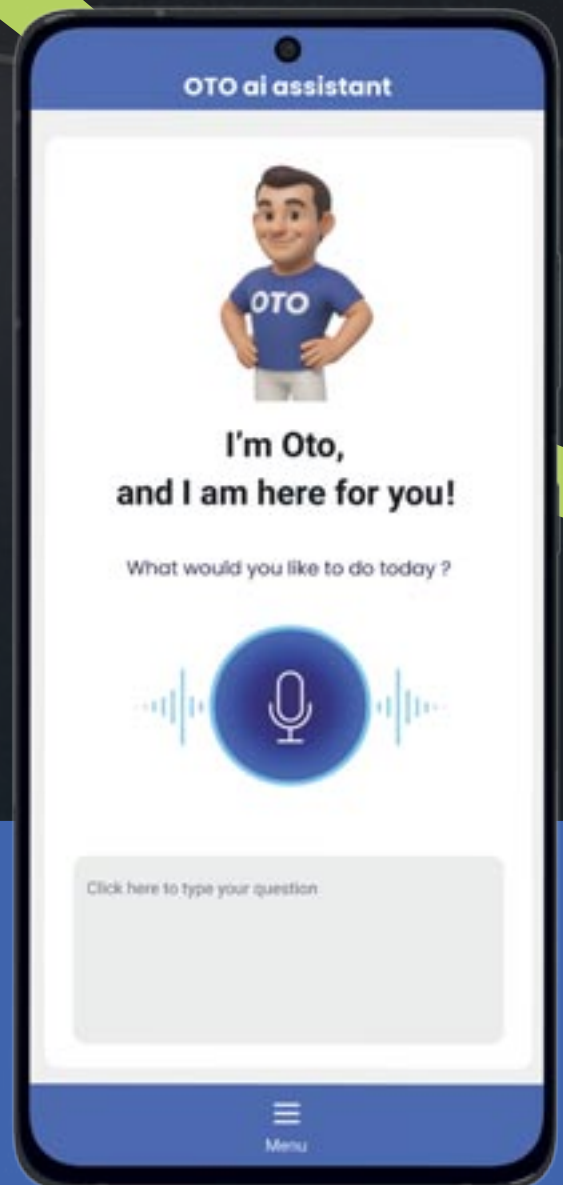 OTO ai assistant
OTO
I'm Oto,
and I am here for you!
What would you like to do today ?
Click here to type your question
Menu